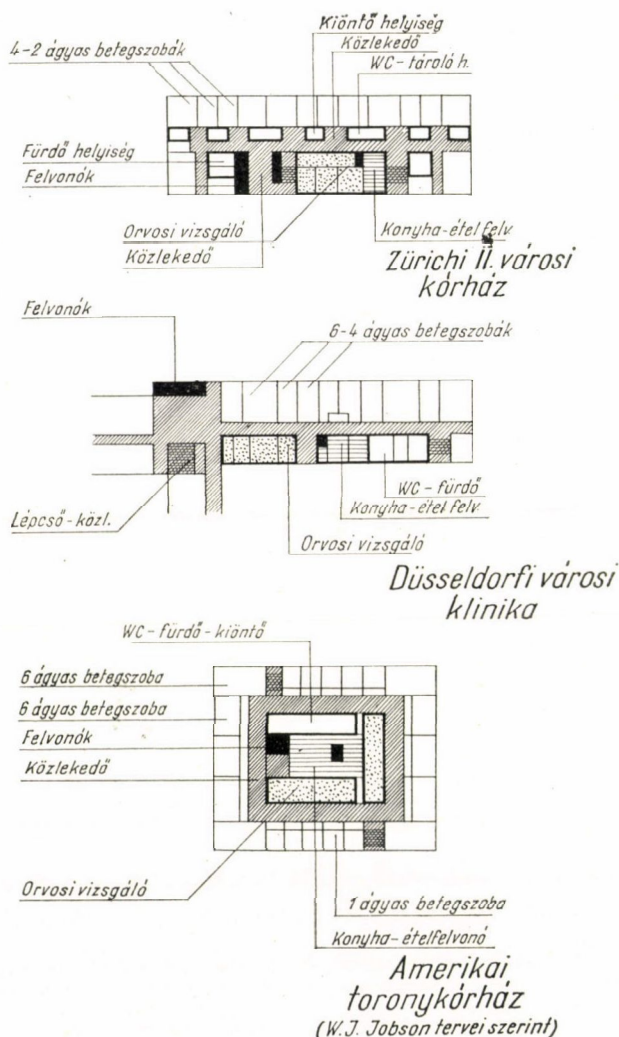 Kiöntő helyiség
Közlekedő
WC-tároló h.
4-2 ágyas betegszobák
Fürdő helyiség
Felvonók
Orvosi vizsgáló
Közlekedő
Konyha-étel felv.
Zürichi II. városi
kórház
Felvonók
6-4 ágyas betegszobák
WC-fürdő
Konyha-étel felv.
Lépcső-közl.
Orvosi vizsgáló
Düsseldorfi városi
klinika
WC-fürdő-kiöntő
6 ágyas betegszoba
6 ágyas betegszoba
Felvonók
Közlekedő
Orvosi vizsgáló
1 ágyas betegszoba
Konyha-ételfelvonó
Amerikai
toronykórház
(W.J. Jobson tervei szerint)